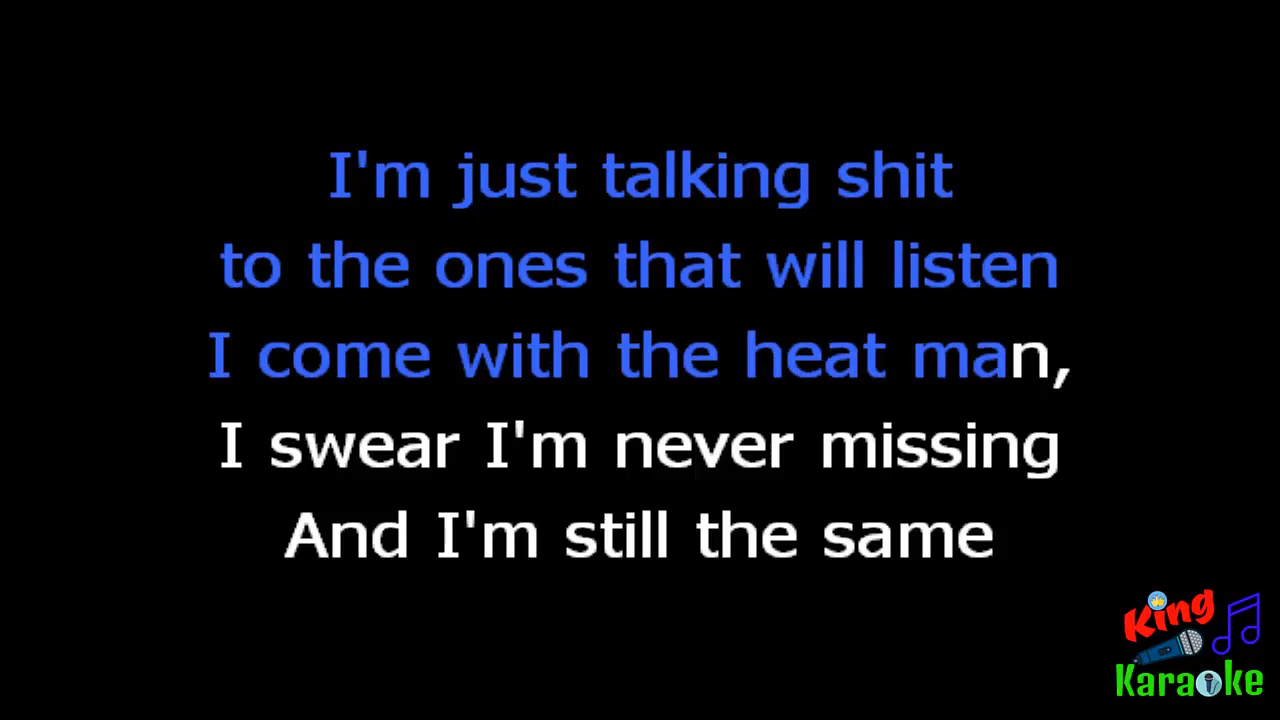 I'm just talking shit
to the ones that will listen
I come with the heat man,
I swear I'm never missing
And I'm still the same
King
Karaoke